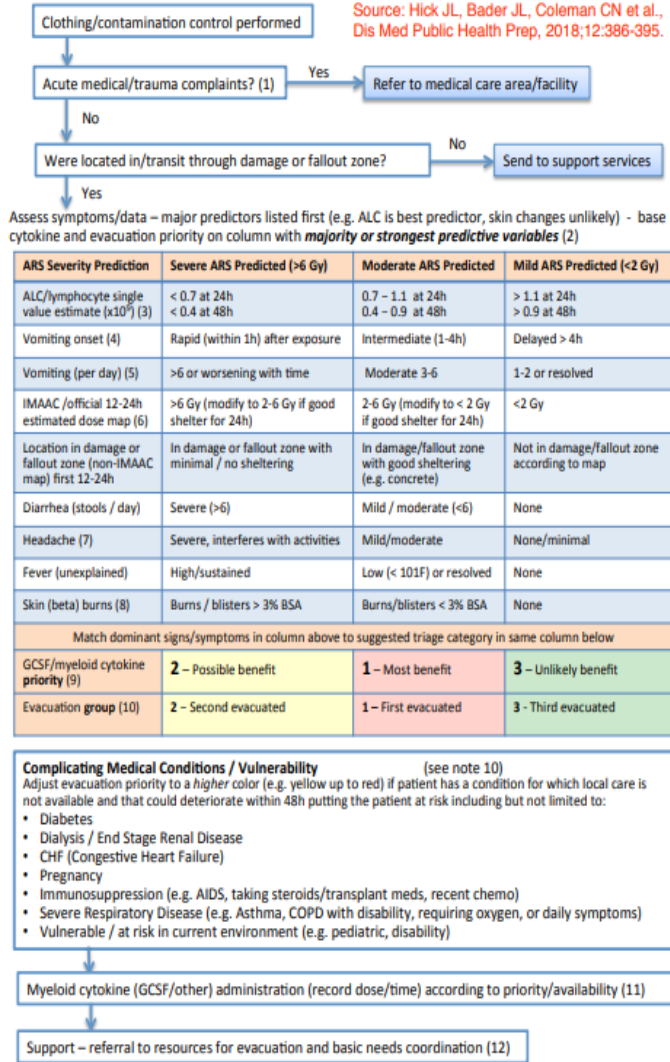 Clothing/contamination control performed
Source: Hick JL, Bader JL, Coleman CN et al.,
Dis Med Public Health Prep, 2018;12:386-395.
Acute medical/trauma complaints? (1)
Yes
Refer to medical care area/facility
No
Were located in/transit through damage or fallout zone?
No
Send to support services
Yes
Assess symptoms/data – major predictors listed first (e.g. ALC is best predictor, skin changes unlikely) - base
cytokine and evacuation priority on column with majority or strongest predictive variables (2)
ARS Severity Prediction
Severe ARS Predicted (>6 Gy)
Moderate ARS Predicted
Mild ARS Predicted (<2 Gy)
ALC/lymphocyte single
value estimate (x10⁹) (3)
< 0.7 at 24h
< 0.4 at 48h
0.7 – 1.1 at 24h
0.4 – 0.9 at 48h
> 1.1 at 24h
> 0.9 at 48h
Vomiting onset (4)
Rapid (within 1h) after exposure
Intermediate (1-4h)
Delayed > 4h
Vomiting (per day) (5)
>6 or worsening with time
Moderate 3-6
1-2 or resolved
IMAAC /official 12-24h
estimated dose map (6)
>6 Gy (modify to 2-6 Gy if good
shelter for 24h)
2-6 Gy (modify to < 2 Gy
if good shelter for 24h)
<2 Gy
Location in damage or
fallout zone (non-IMAAC
map) first 12-24h
In damage or fallout zone with
minimal / no sheltering
In damage/fallout zone
with good sheltering
(e.g. concrete)
Not in damage/fallout zone
according to map
Diarrhea (stools / day)
Severe (>6)
Mild / moderate (<6)
None
Headache (7)
Severe, interferes with activities
Mild/moderate
None/minimal
Fever (unexplained)
High/sustained
Low (< 101F) or resolved
None
Skin (beta) burns (8)
Burns / blisters > 3% BSA
Burns/blisters < 3% BSA
None
Match dominant signs/symptoms in column above to suggested triage category in same column below
GCSF/myeloid cytokine
priority (9)
2 – Possible benefit
1 – Most benefit
3 – Unlikely benefit
Evacuation group (10)
2 – Second evacuated
1 – First evacuated
3 - Third evacuated
Complicating Medical Conditions / Vulnerability (see note 10)
Adjust evacuation priority to a higher color (e.g. yellow up to red) if patient has a condition for which local care is
not available and that could deteriorate within 48h putting the patient at risk including but not limited to:
• Diabetes
• Dialysis / End Stage Renal Disease
• CHF (Congestive Heart Failure)
• Pregnancy
• Immunosuppression (e.g. AIDS, taking steroids/transplant meds, recent chemo)
• Severe Respiratory Disease (e.g. Asthma, COPD with disability, requiring oxygen, or daily symptoms)
• Vulnerable / at risk in current environment (e.g. pediatric, disability)
Myeloid cytokine (GCSF/other) administration (record dose/time) according to priority/availability (11)
Support – referral to resources for evacuation and basic needs coordination (12)